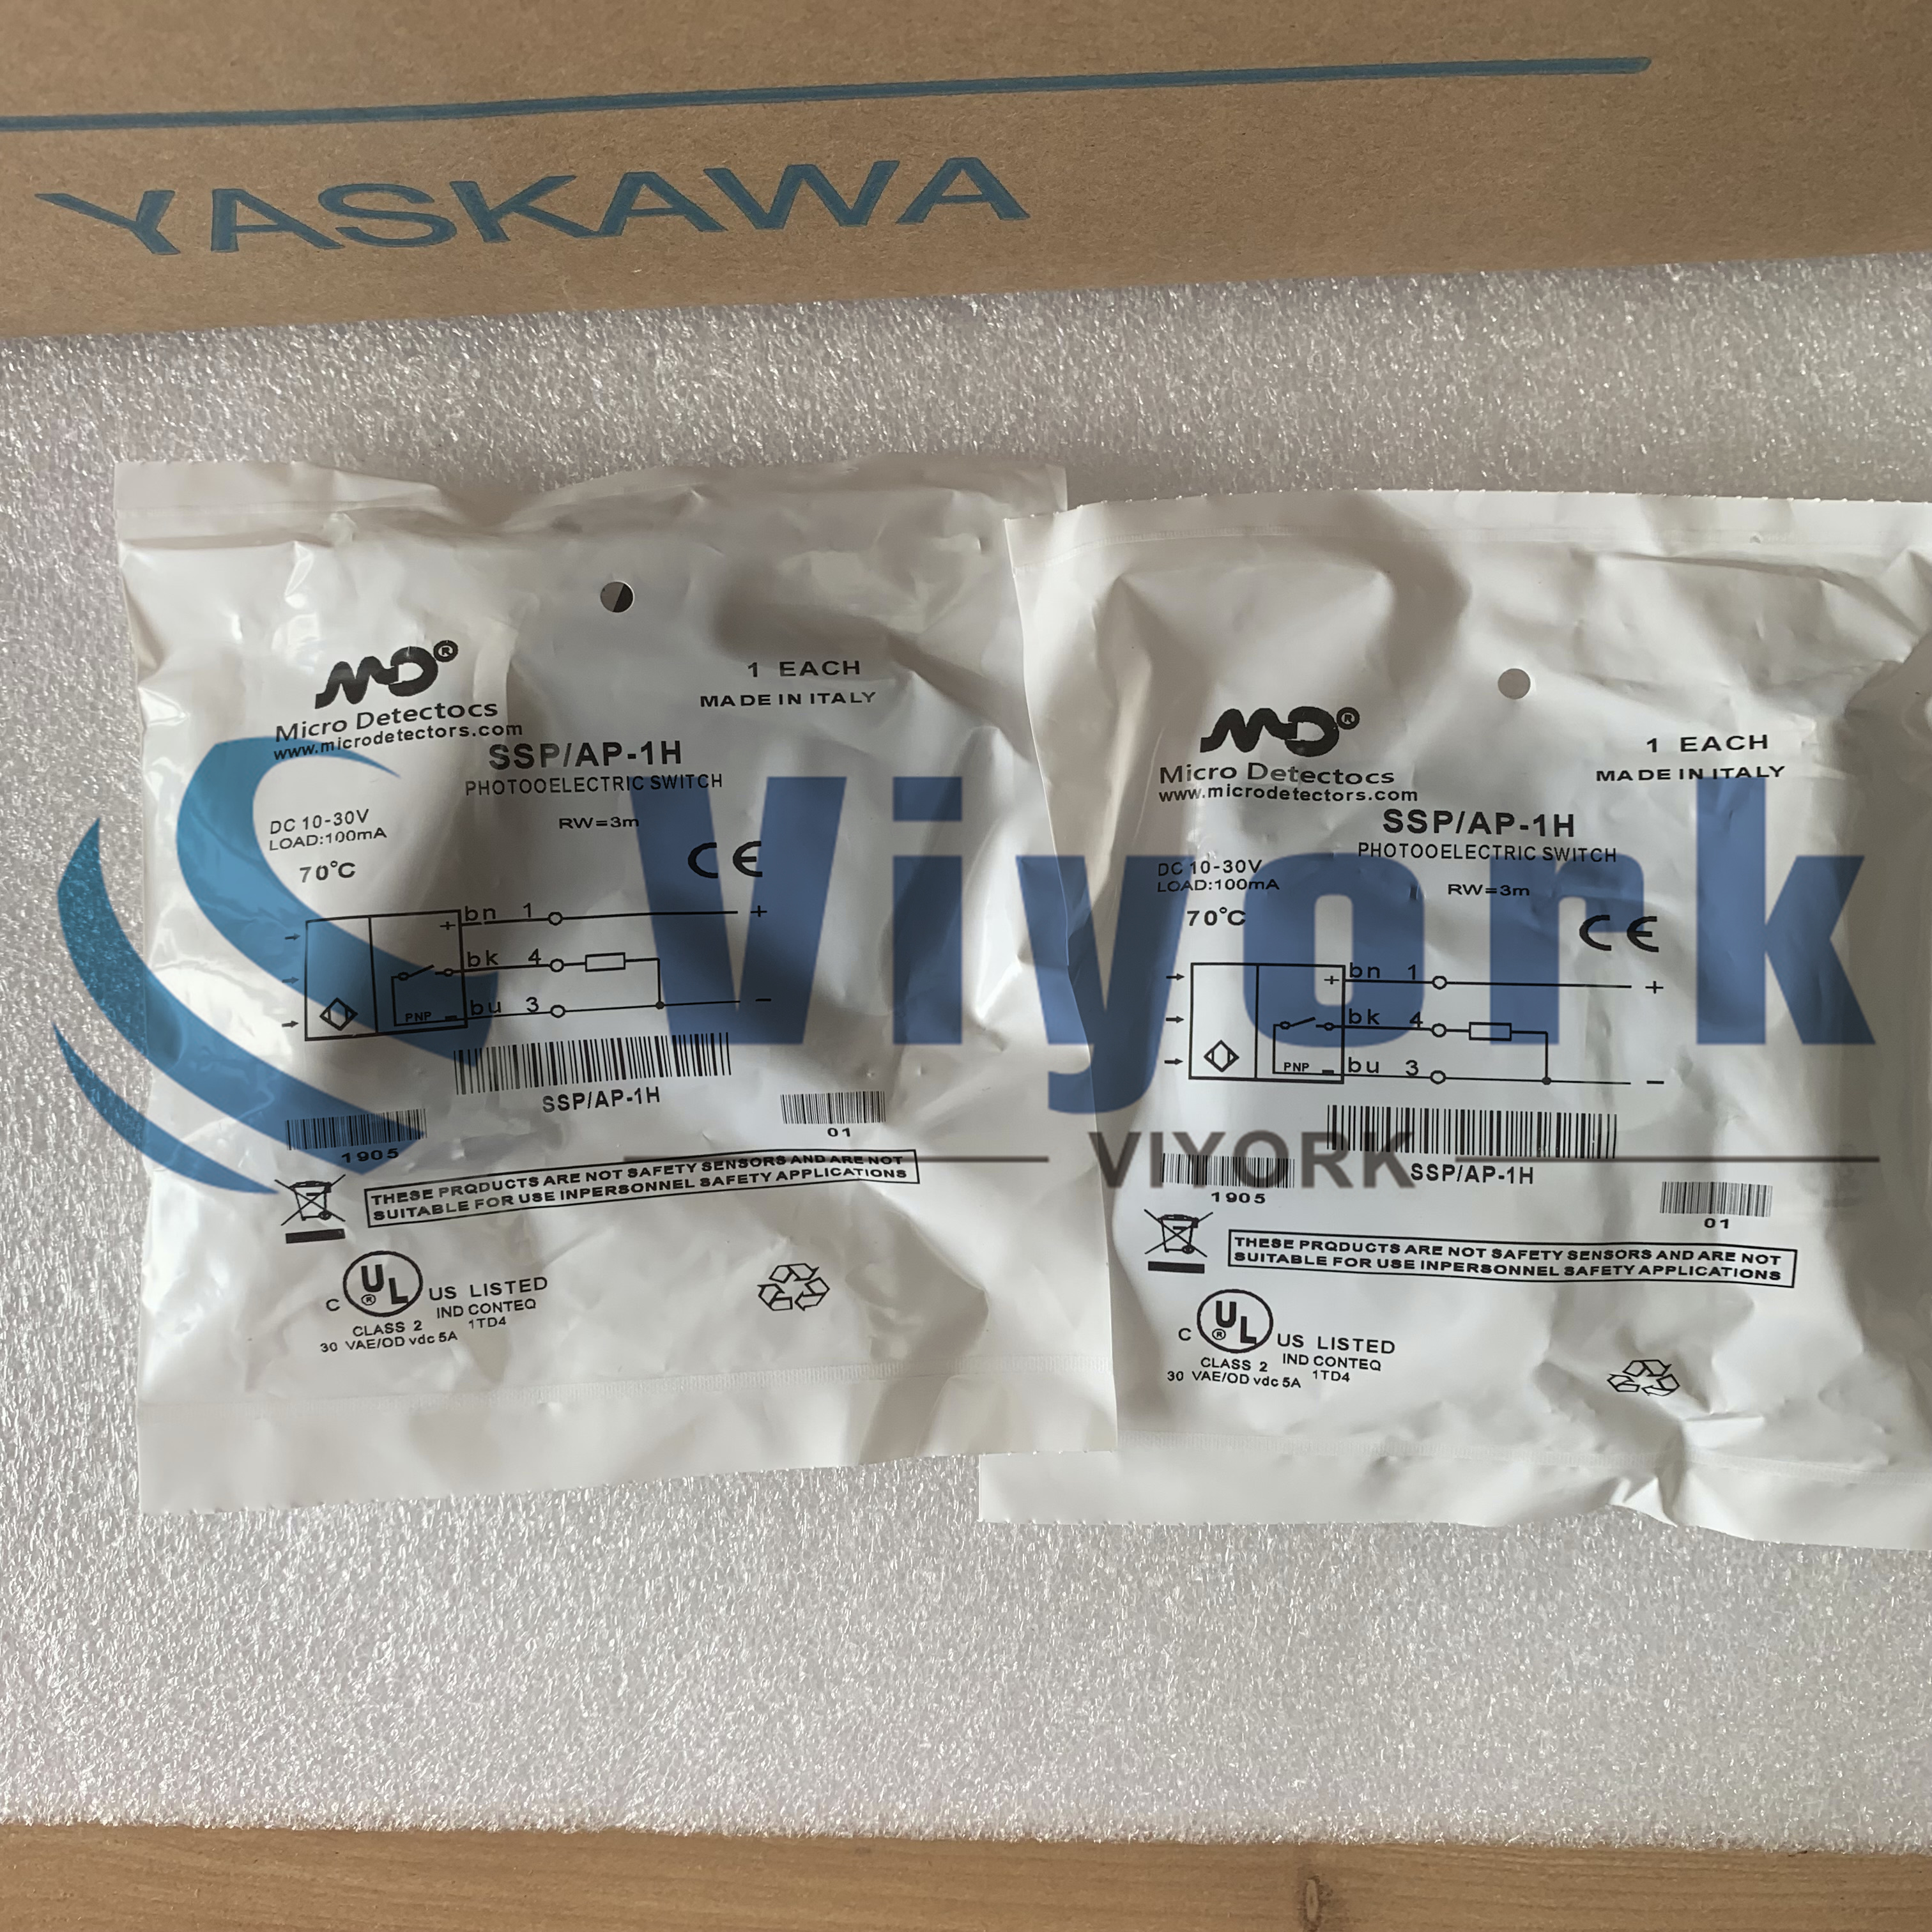 YASKAWA
MD®
Micro Detectocs
www.microdetectors.com
1 EACH
MADE IN ITALY
SSP/AP-1H
PHOTOOELECTRIC SWITCH
RW=3m
DC 10-30V
LOAD:100mA
70°C
CE
bn 1 +
+
bk 4
bu 3 −
PNP −
SSP/AP-1H
1905
01
THESE PRODUCTS ARE NOT SAFETY SENSORS AND ARE NOT
SUITABLE FOR USE INPERSONNEL SAFETY APPLICATIONS
C UL® US LISTED
IND CONTEQ
CLASS 2 1TD4
30 VAE/OD vdc 5A
MD®
Micro Detectocs
www.microdetectors.com
1 EACH
MADE IN ITALY
SSP/AP-1H
PHOTOOELECTRIC SWITCH
RW=3m
DC 10-30V
LOAD:100mA
70°C
CE
bn 1 +
+
bk 4
bu 3 −
PNP −
SSP/AP-1H
1905
01
THESE PRODUCTS ARE NOT SAFETY SENSORS AND ARE NOT
SUITABLE FOR USE INPERSONNEL SAFETY APPLICATIONS
C UL® US LISTED
IND CONTEQ
CLASS 2 1TD4
30 VAE/OD vdc 5A
Viyork
VIYORK